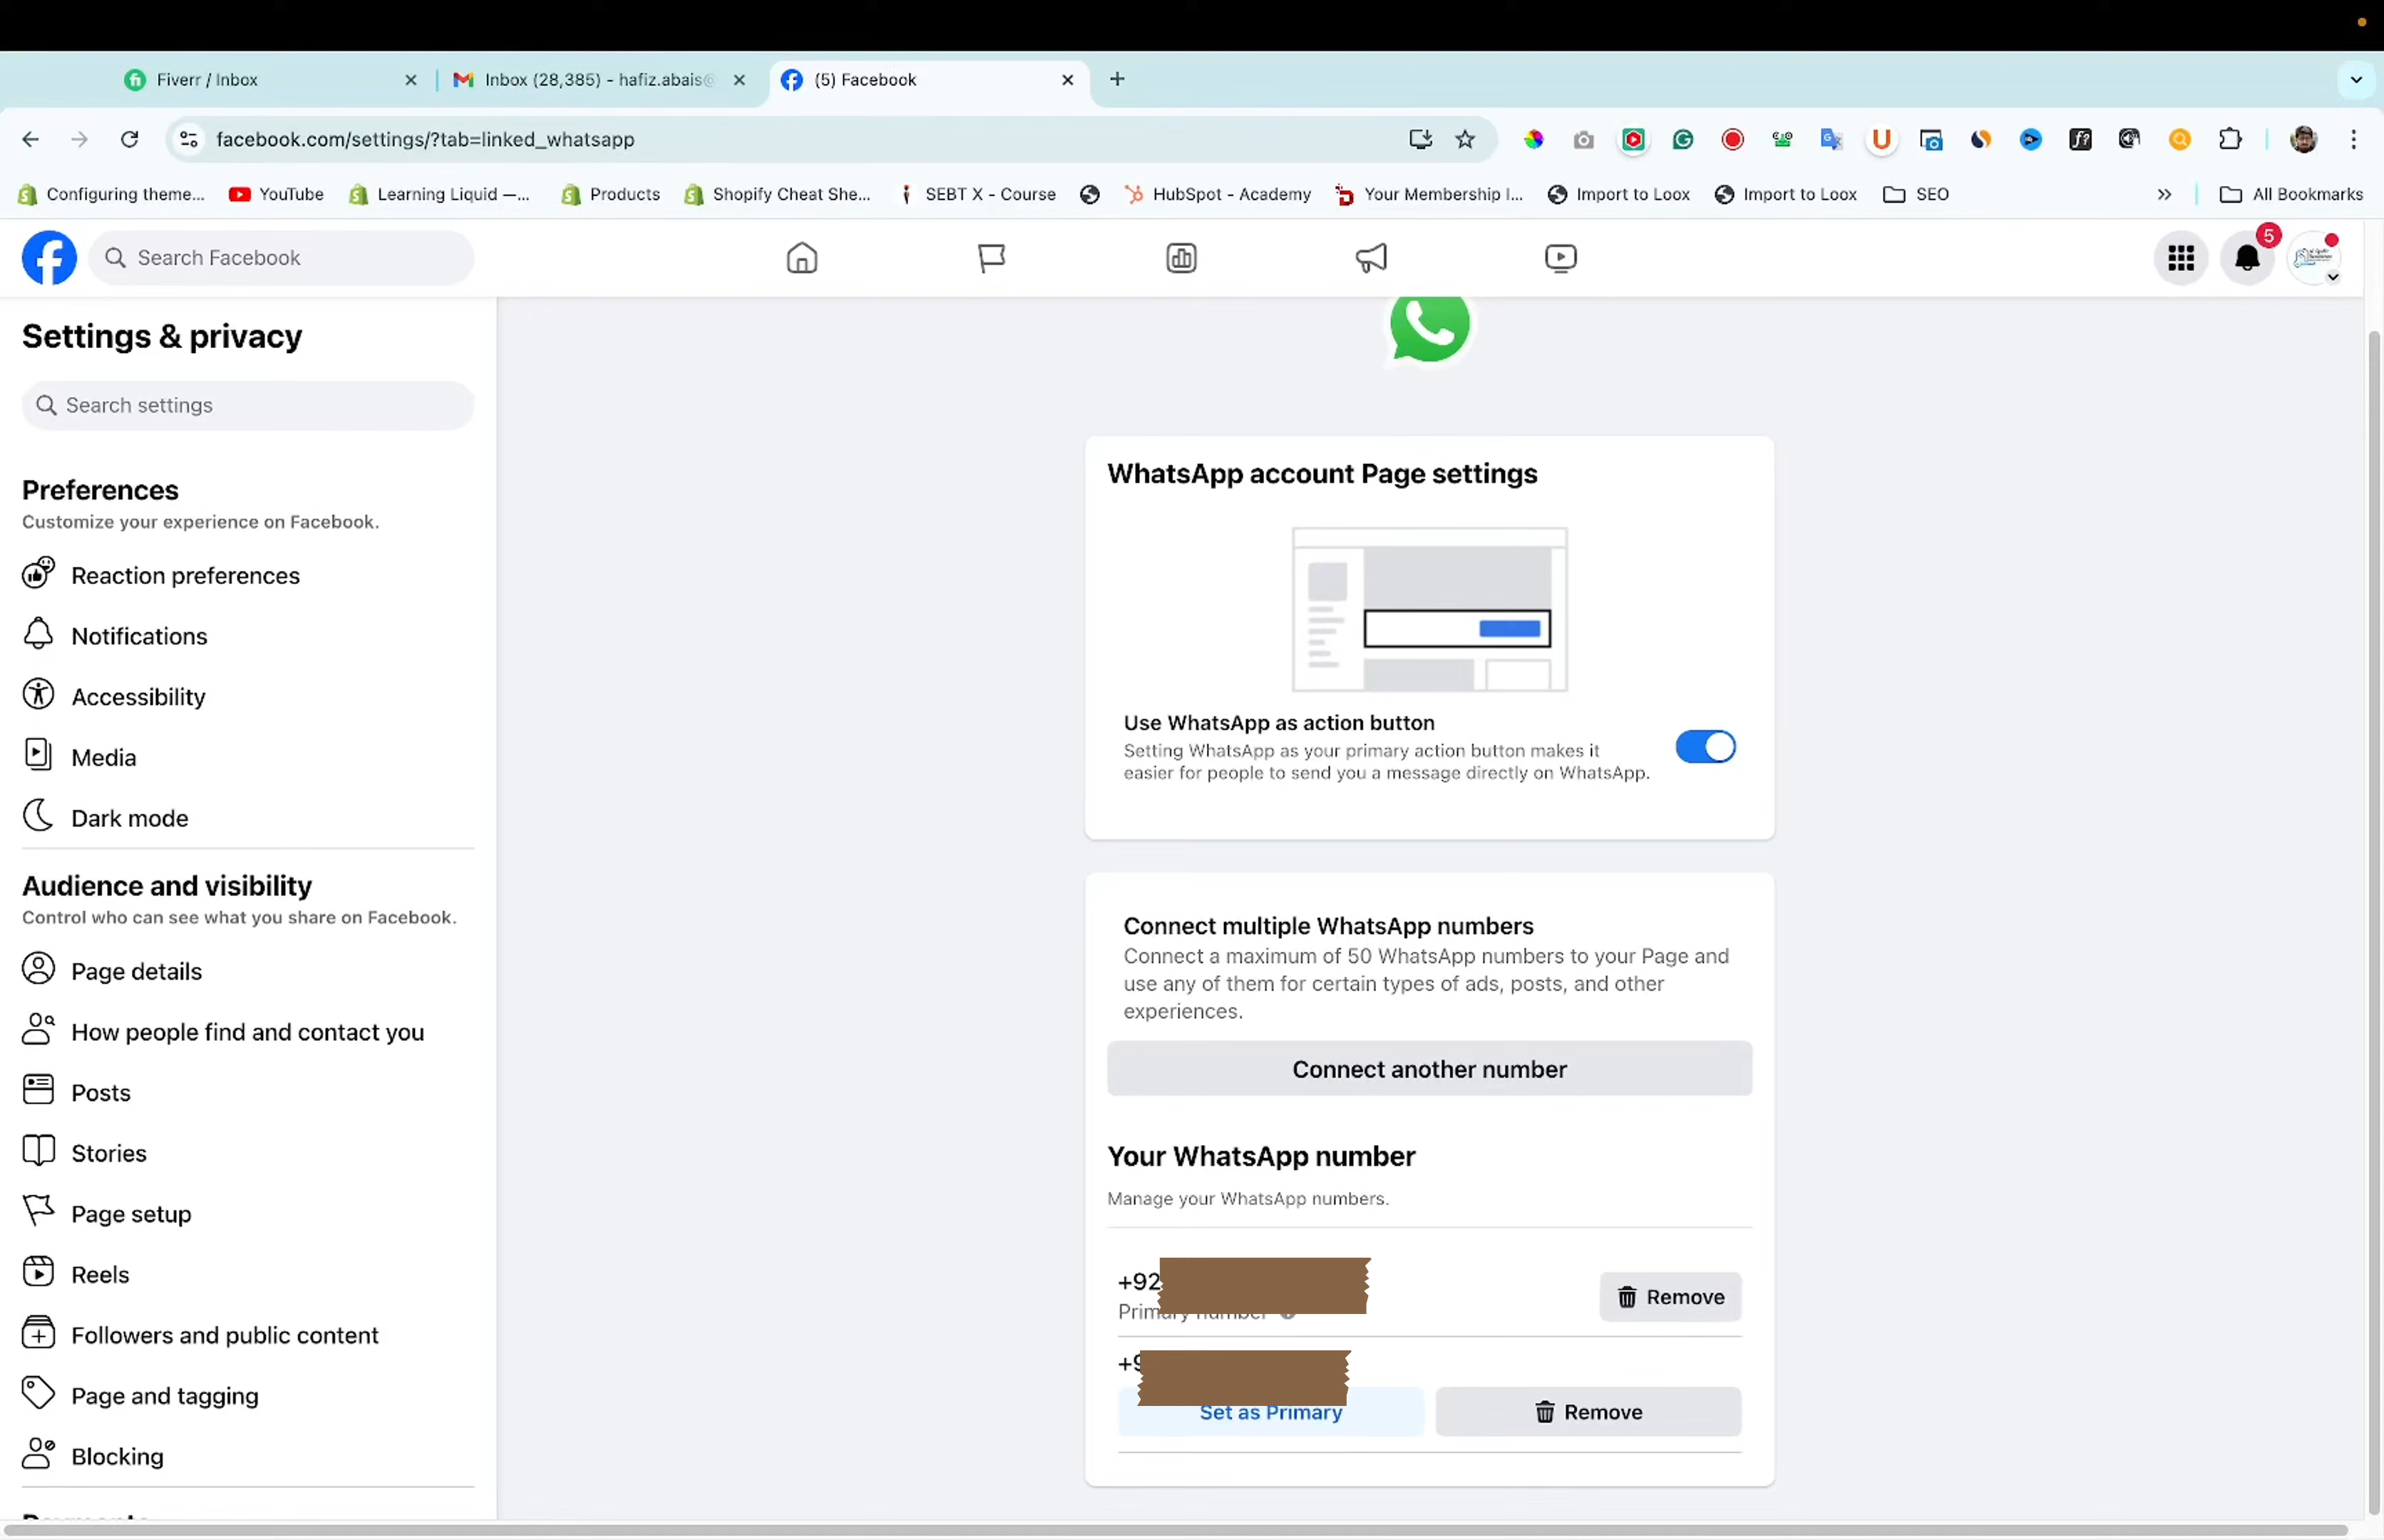 Fiverr / Inbox
Inbox (28,385) - hafiz.abais@
(5) Facebook
facebook.com/settings/?tab=linked_whatsapp
Configuring theme...
YouTube
Learning Liquid —...
Products
Shopify Cheat She...
SEBT X - Course
HubSpot - Academy
Your Membership I...
Import to Loox
Import to Loox
SEO
All Bookmarks
Search Facebook
5
Settings & privacy
Search settings
Preferences
Customize your experience on Facebook.
Reaction preferences
Notifications
Accessibility
Media
Dark mode
Audience and visibility
Control who can see what you share on Facebook.
Page details
How people find and contact you
Posts
Stories
Page setup
Reels
Followers and public content
Page and tagging
Blocking
WhatsApp account Page settings
Use WhatsApp as action button
Setting WhatsApp as your primary action button makes it
easier for people to send you a message directly on WhatsApp.
Connect multiple WhatsApp numbers
Connect a maximum of 50 WhatsApp numbers to your Page and
use any of them for certain types of ads, posts, and other
experiences.
Connect another number
Your WhatsApp number
Manage your WhatsApp numbers.
+92
Primary number
Remove
+9
Set as Primary
Remove